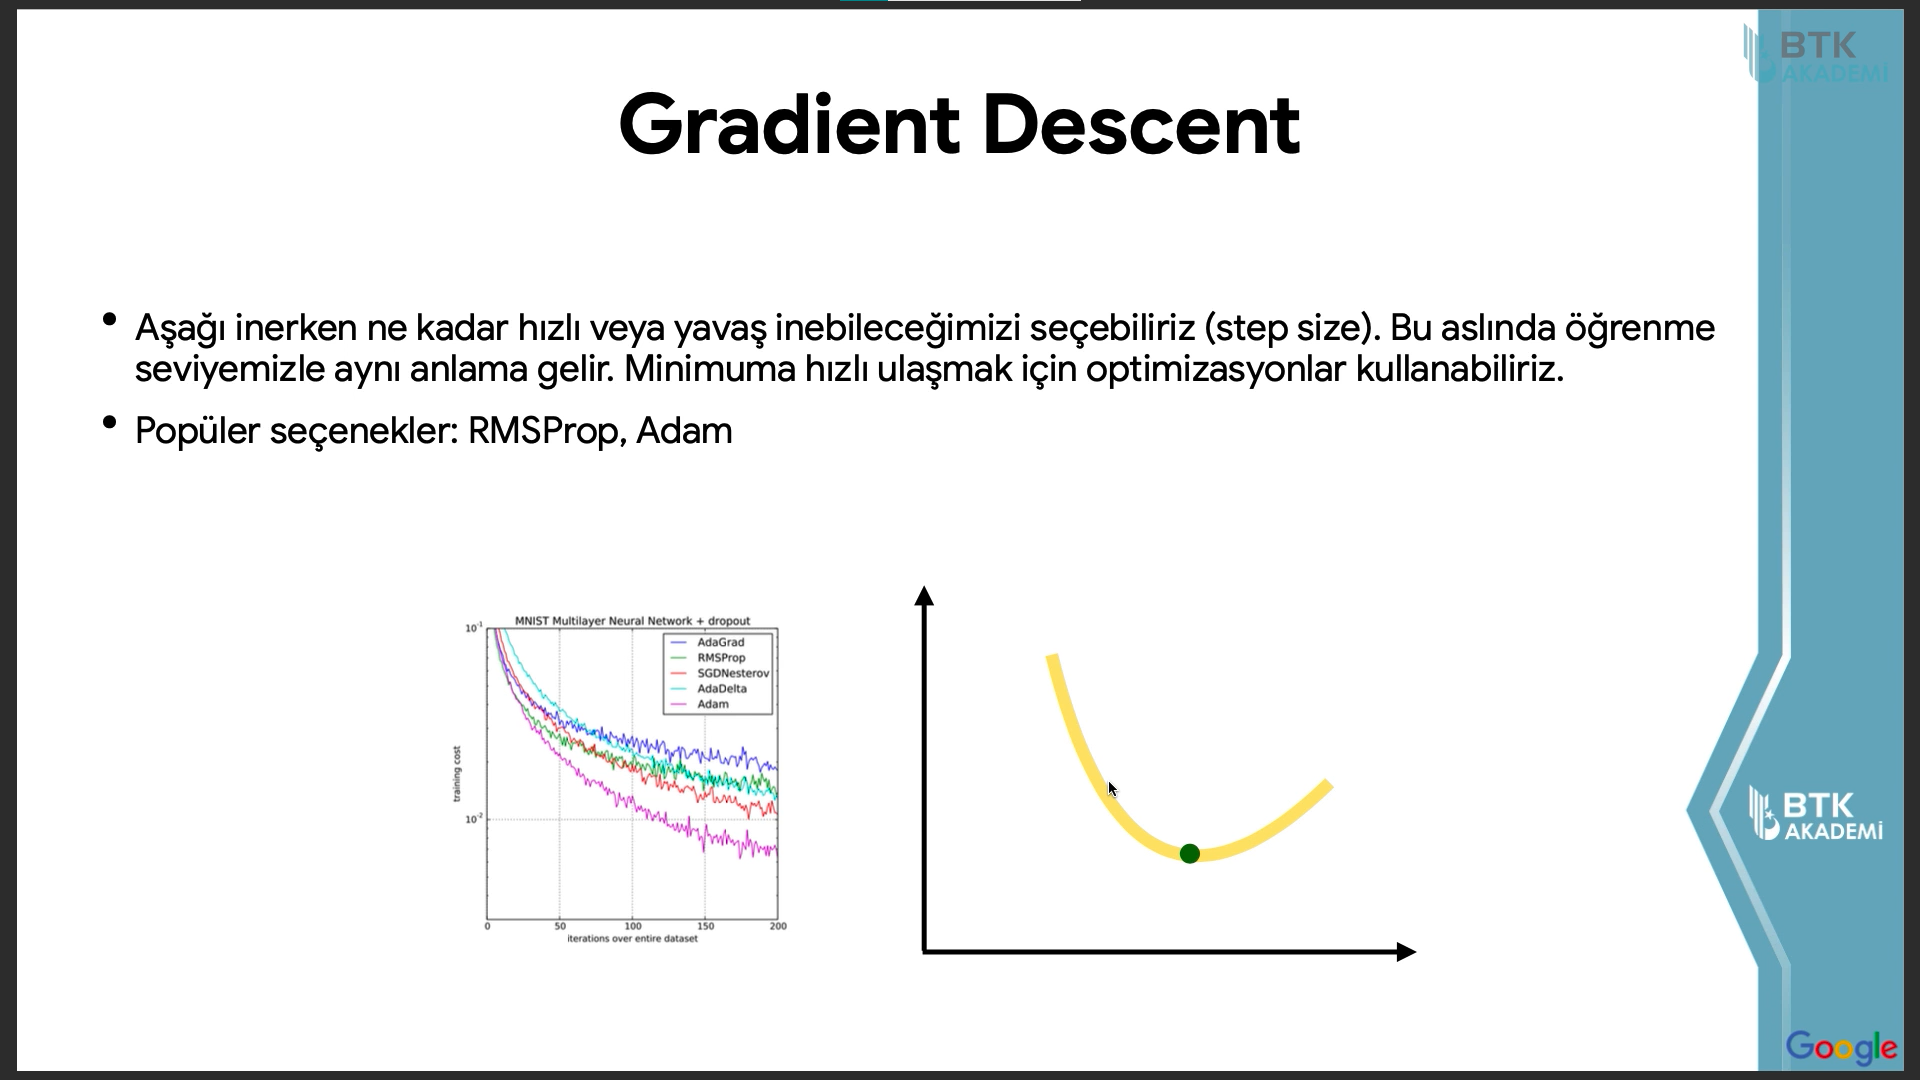 BTK
AKADEMİ
Gradient Descent
• Aşağı inerken ne kadar hızlı veya yavaş inebileceğimizi seçebiliriz (step size). Bu aslında öğrenme
seviyemizle aynı anlama gelir. Minimuma hızlı ulaşmak için optimizasyonlar kullanabiliriz.
• Popüler seçenekler: RMSProp, Adam
MNIST Multilayer Neural Network + dropout
10^-1
AdaGrad
RMSProp
SGDNesterov
AdaDelta
Adam
training cost
10^-2
0 50 100 150 200
iterations over entire dataset
BTK
AKADEMİ
Google